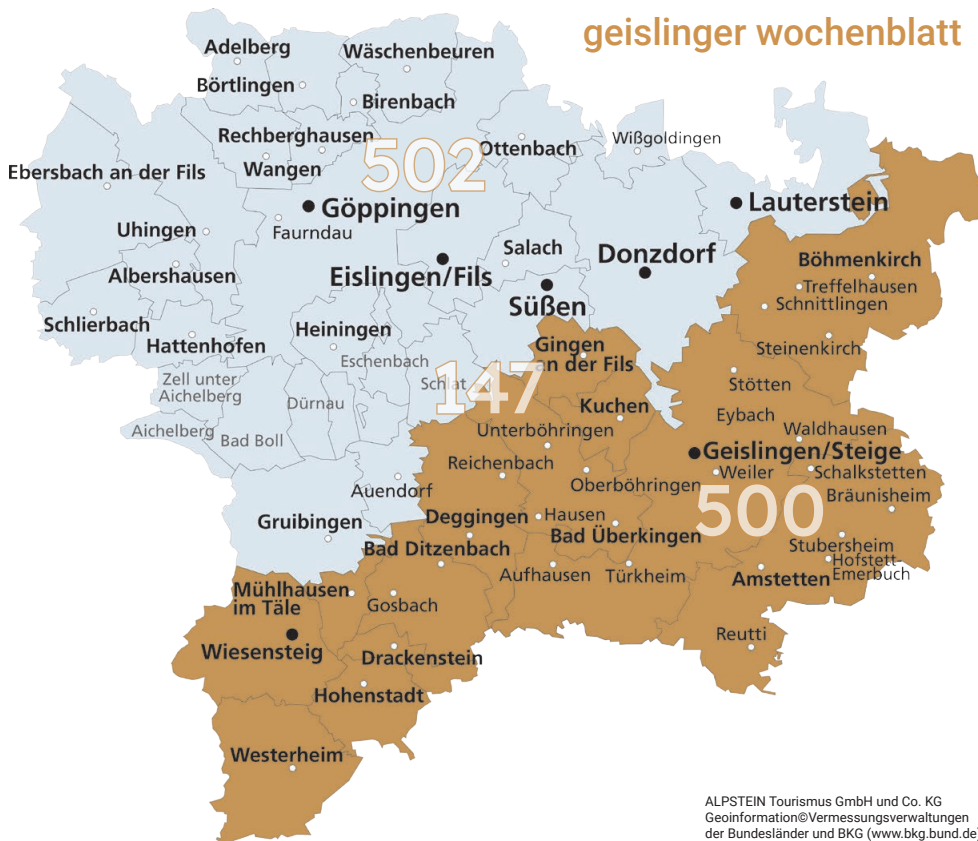 geislinger wochenblatt
Adelberg
Wäschenbeuren
Börtlingen
Birenbach
Rechberghausen
Wißgoldingen
502
Ottenbach
Wangen
Ebersbach an der Fils
Lauterstein
Göppingen
Faurndau
Uhingen
Salach
Donzdorf
Böhmenkirch
Albershausen
Eislingen/Fils
Treffelhausen
Süßen
Schnittlingen
Schlierbach
Heiningen
Hattenhofen
Gingen
an der Fils
Steinenkirch
Eschenbach
Zell unter
Aichelberg
Schlat
147
Stötten
Dürnau
Kuchen
Eybach
Aichelberg
Bad Boll
Unterböhringen
Waldhausen
Geislingen/Steige
Reichenbach
Weiler
Schalkstetten
Auendorf
Oberböhringen
Bräunisheim
500
Gruibingen
Deggingen
Hausen
Bad Überkingen
Stubersheim
Bad Ditzenbach
Hofstett-
Emerbuch
Aufhausen
Türkheim
Amstetten
Mühlhausen
im Täle
Gosbach
Reutti
Wiesensteig
Drackenstein
Hohenstadt
Westerheim
ALPSTEIN Tourismus GmbH und Co. KG
Geoinformation©Vermessungsverwaltungen
der Bundesländer und BKG (www.bkg.bund.de)